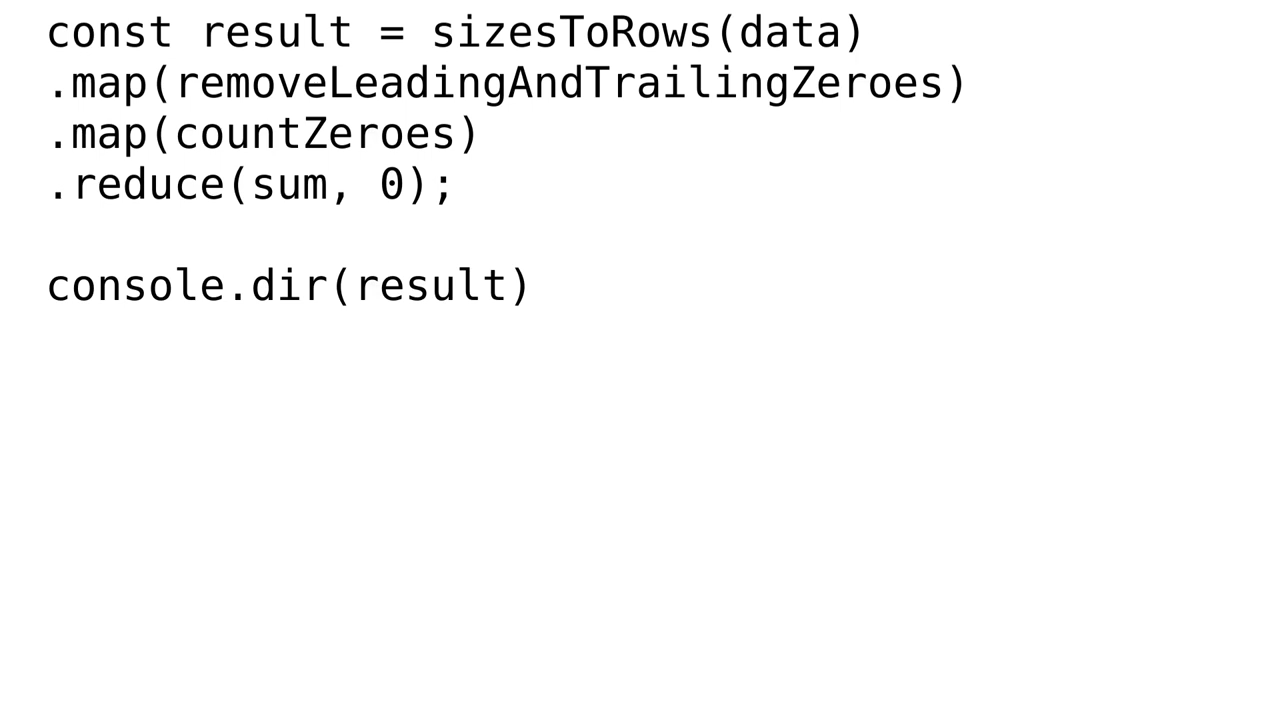 const result = sizesToRows(data)
.map(removeLeadingAndTrailingZeroes)
.map(countZeroes)
.reduce(sum, 0);
console.dir(result)